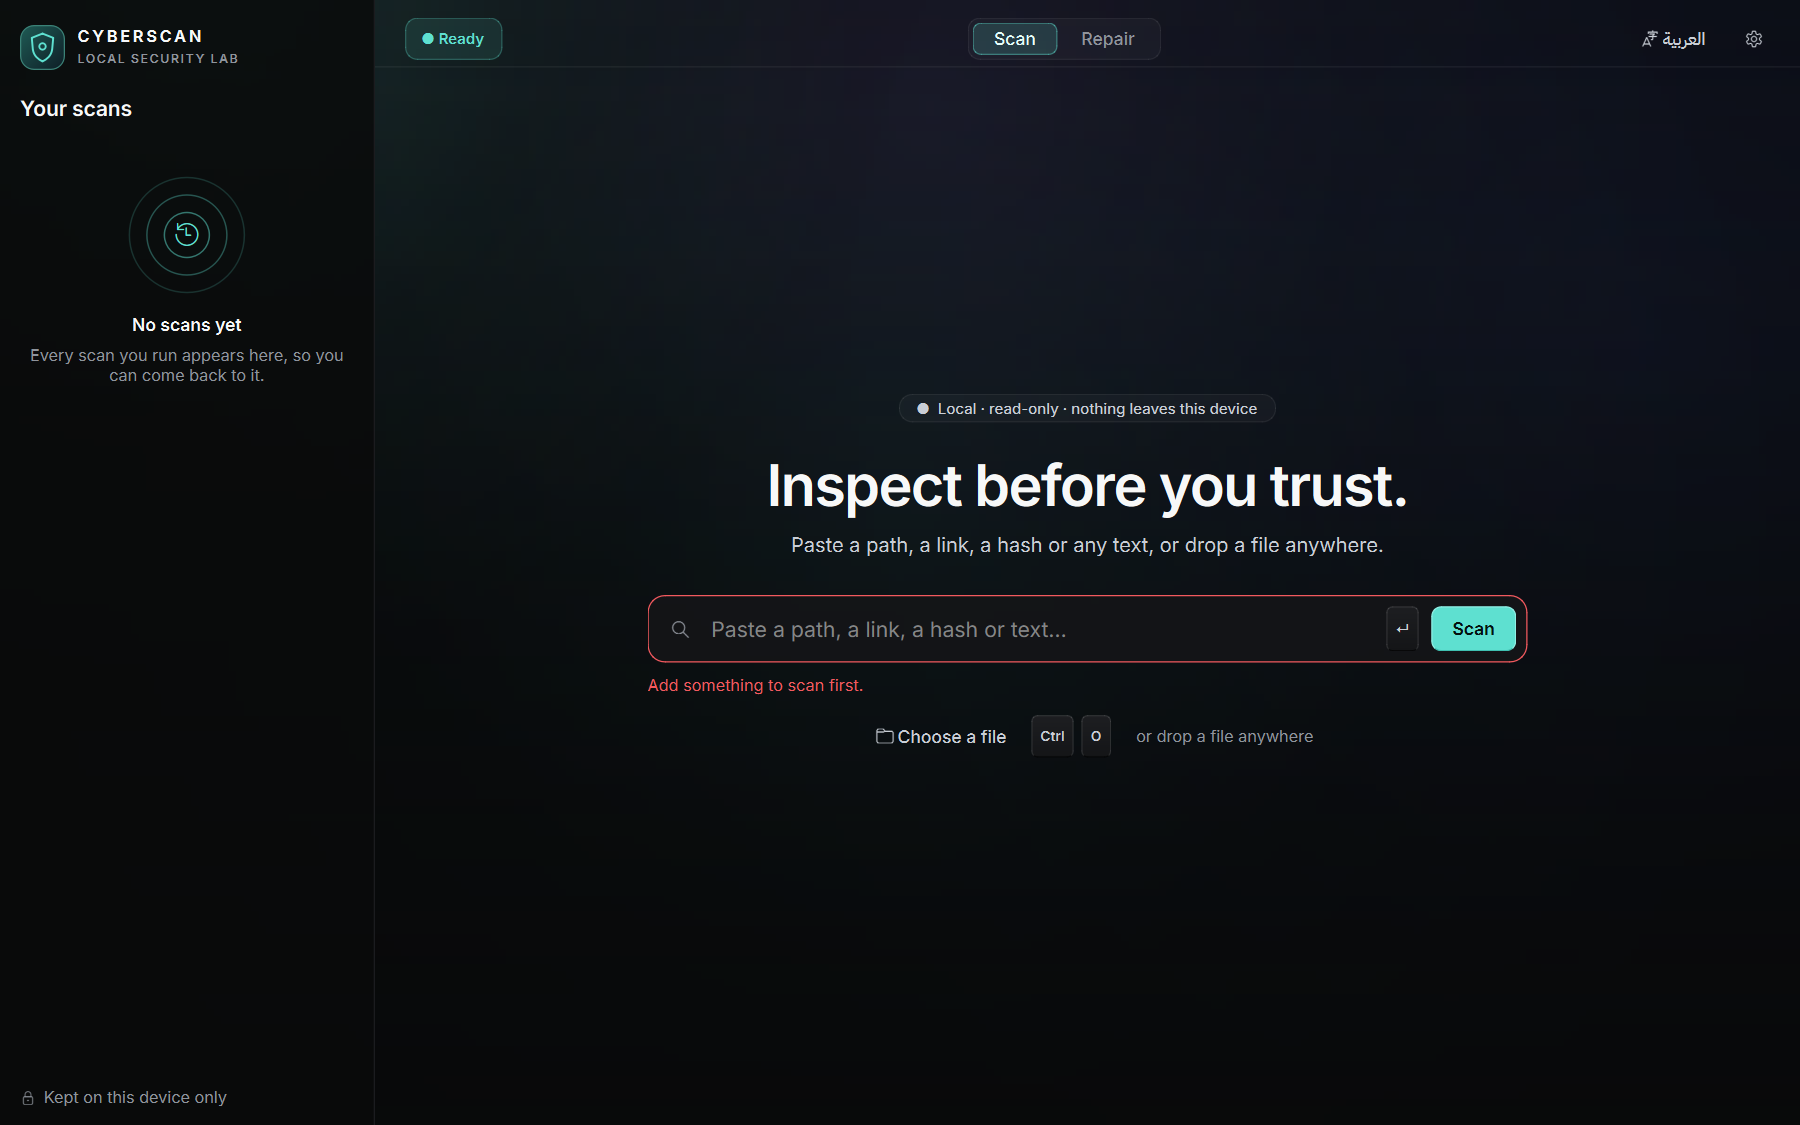 CYBERSCAN
LOCAL SECURITY LAB
Your scans
No scans yet
Every scan you run appears here, so you
can come back to it.
Kept on this device only
Ready
Scan
Repair
العربية
Local · read-only · nothing leaves this device
Inspect before you trust.
Paste a path, a link, a hash or any text, or drop a file anywhere.
Paste a path, a link, a hash or text...
↵
Scan
Add something to scan first.
Choose a file
Ctrl
O
or drop a file anywhere